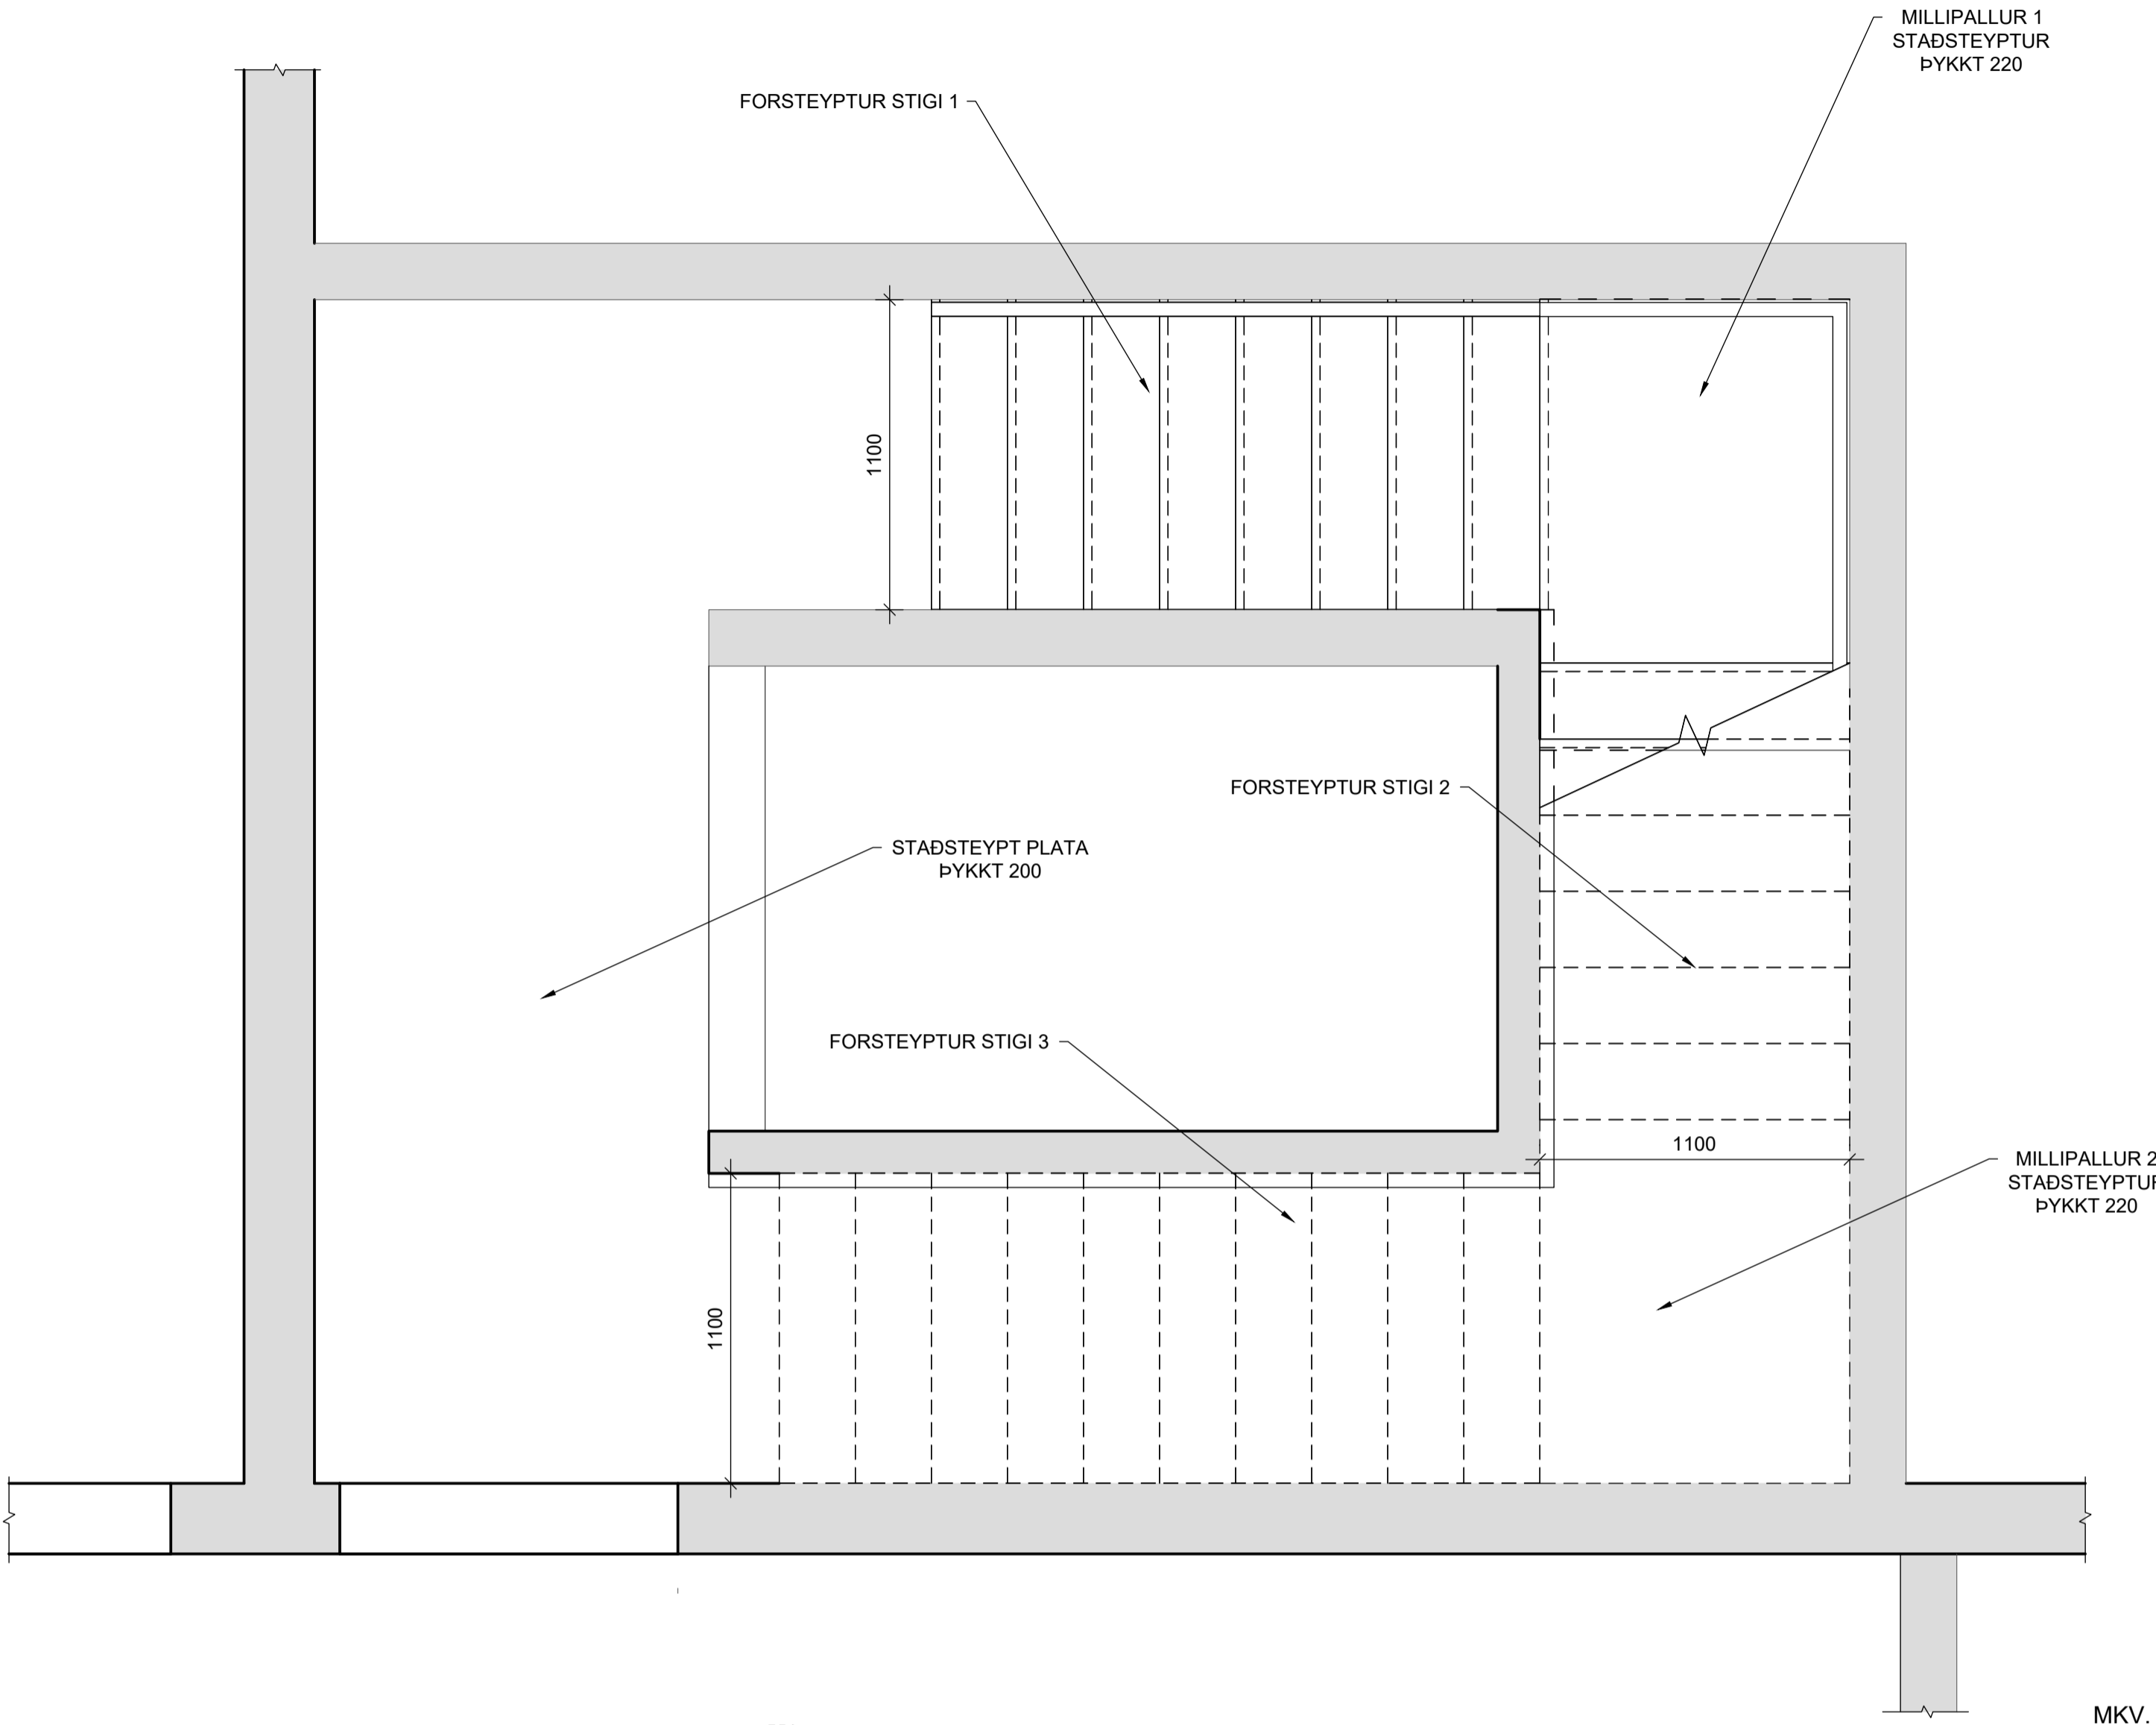 MILLIPALLUR 1
STAÐSTEYPTUR
ÞYKKT 220
FORSTEYPTUR STIGI 1
1100
FORSTEYPTUR STIGI 2
STAÐSTEYPT PLATA
ÞYKKT 200
FORSTEYPTUR STIGI 3
1100
MILLIPALLUR 2
STAÐSTEYPTUR
ÞYKKT 220
1100
MKV.